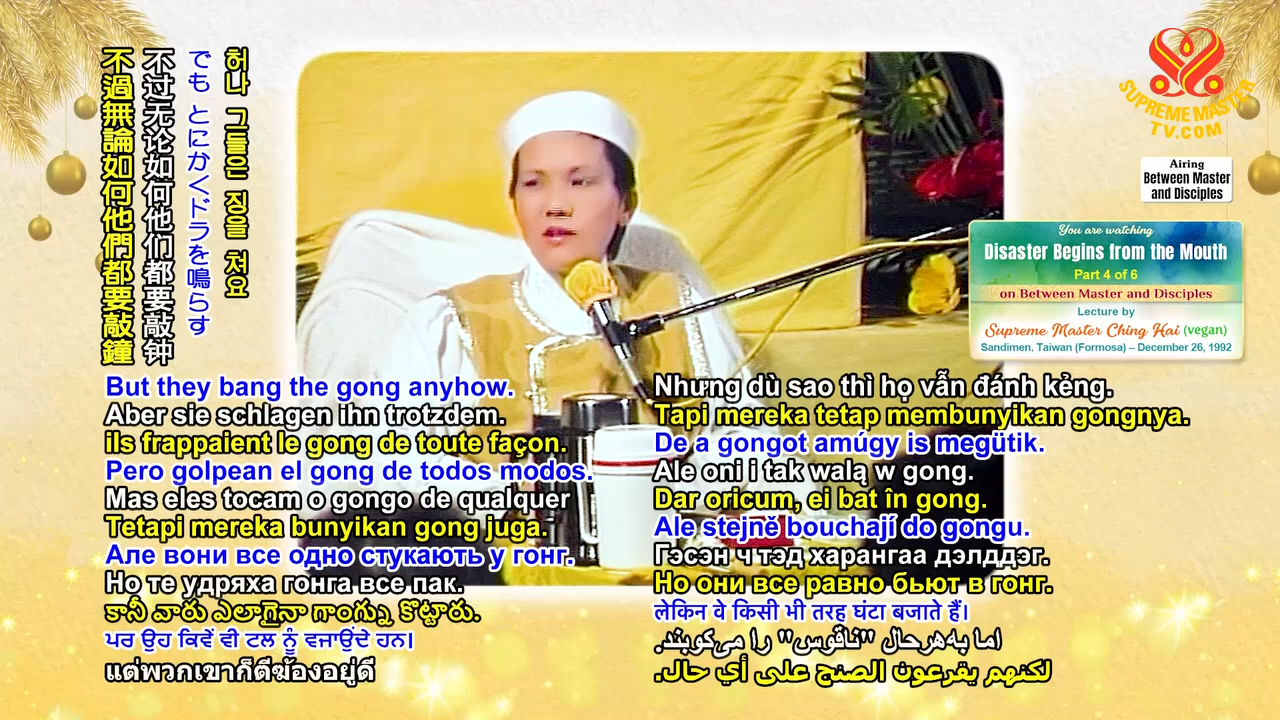 허나 그들은 징을 쳐요
でも とにかくドラを鳴らす
不过无论如何他们都要敲钟
不過無論如何他們都要敲鐘
SUPREME MASTER
TV.COM
Airing
Between Master
and Disciples
You are watching
Disaster Begins from the Mouth
Part 4 of 6
on Between Master and Disciples
Lecture by
Supreme Master Ching Hai (vegan)
Sandimen, Taiwan (Formosa) – December 26, 1992
But they bang the gong anyhow.
Aber sie schlagen ihn trotzdem.
ils frappaient le gong de toute façon.
Pero golpean el gong de todos modos.
Mas eles tocam o gongo de qualquer
Tetapi mereka bunyikan gong juga.
Але вони все одно стукають у гонг.
Но те удряха гонга все пак.
కానీ వారు ఎలాగైనా గాంగ్ను కొట్టారు.
ਪਰ ਉਹ ਕਿਵੇਂ ਵੀ ਟਲ ਨੂੰ ਵਜਾਉਂਦੇ ਹਨ।
แต่พวกเขาก็ตีฆ้องอยู่ดี
Nhưng dù sao thì họ vẫn đánh kẻng.
Tapi mereka tetap membunyikan gongnya.
De a gongot amúgy is megütik.
Ale oni i tak walą w gong.
Dar oricum, ei bat în gong.
Ale stejně bouchají do gongu.
Гэсэн ч тэд харангаа дэлддэг.
Но они все равно бьют в гонг.
लेकिन वे किसी भी तरह घंटा बजाते हैं।
اما به‌هرحال "ناقوس" را می‌کوبند.
لكنهم يقرعون الصنج على أي حال.